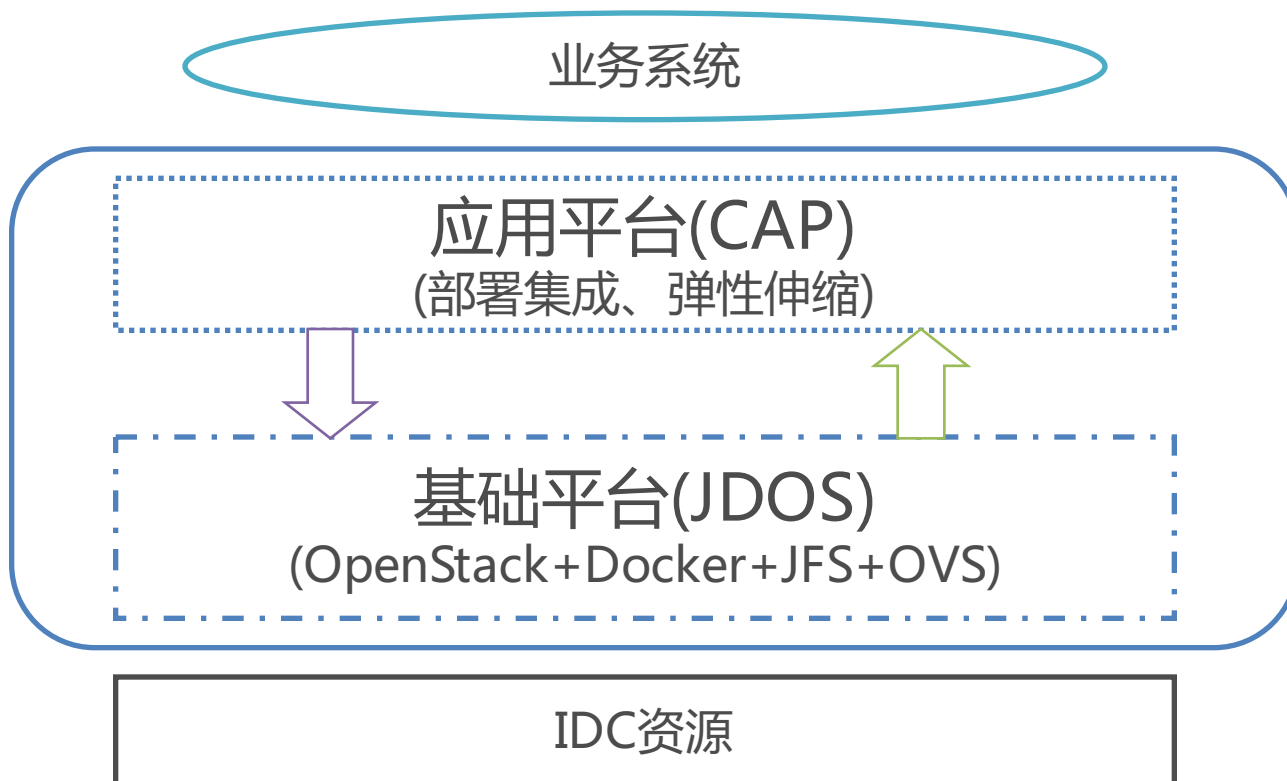 业务系统
应用平台(CAP)
(部署集成、弹性伸缩)
基础平台(JDOS)
(OpenStack+Docker+JFS+OVS)
IDC资源